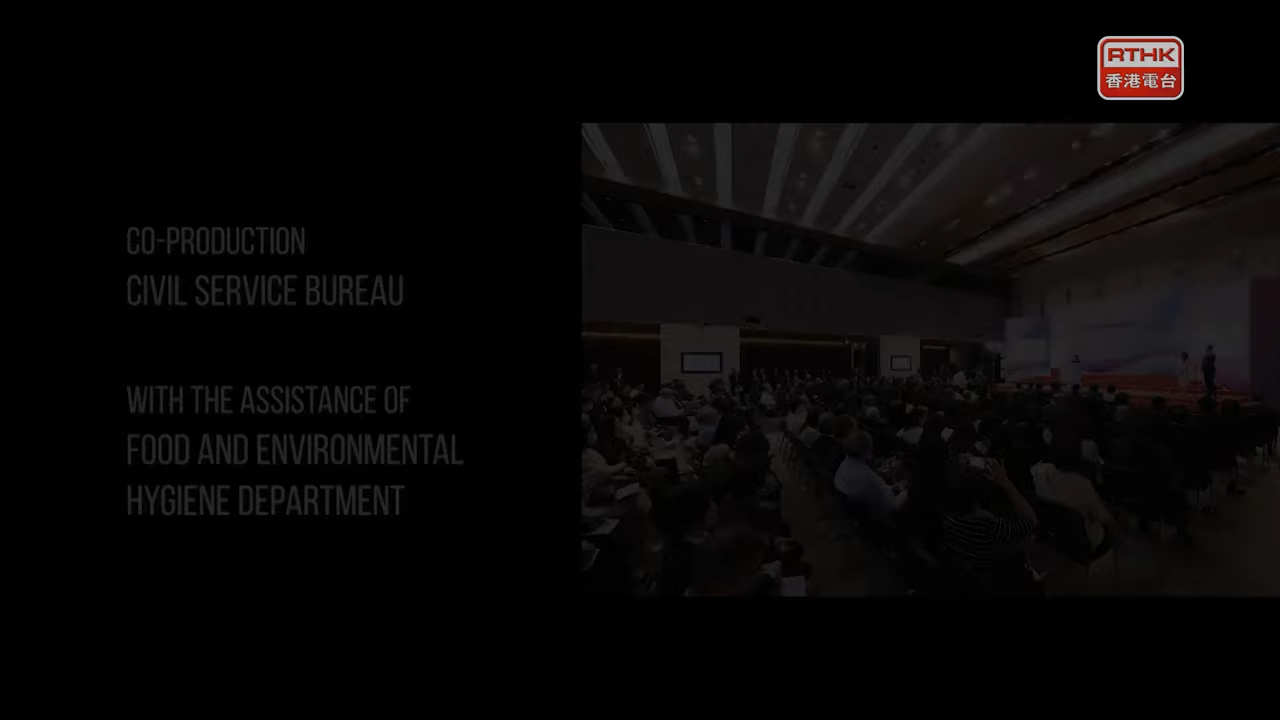 RTHK
香港電台
CO-PRODUCTION
CIVIL SERVICE BUREAU
WITH THE ASSISTANCE OF
FOOD AND ENVIRONMENTAL
HYGIENE DEPARTMENT